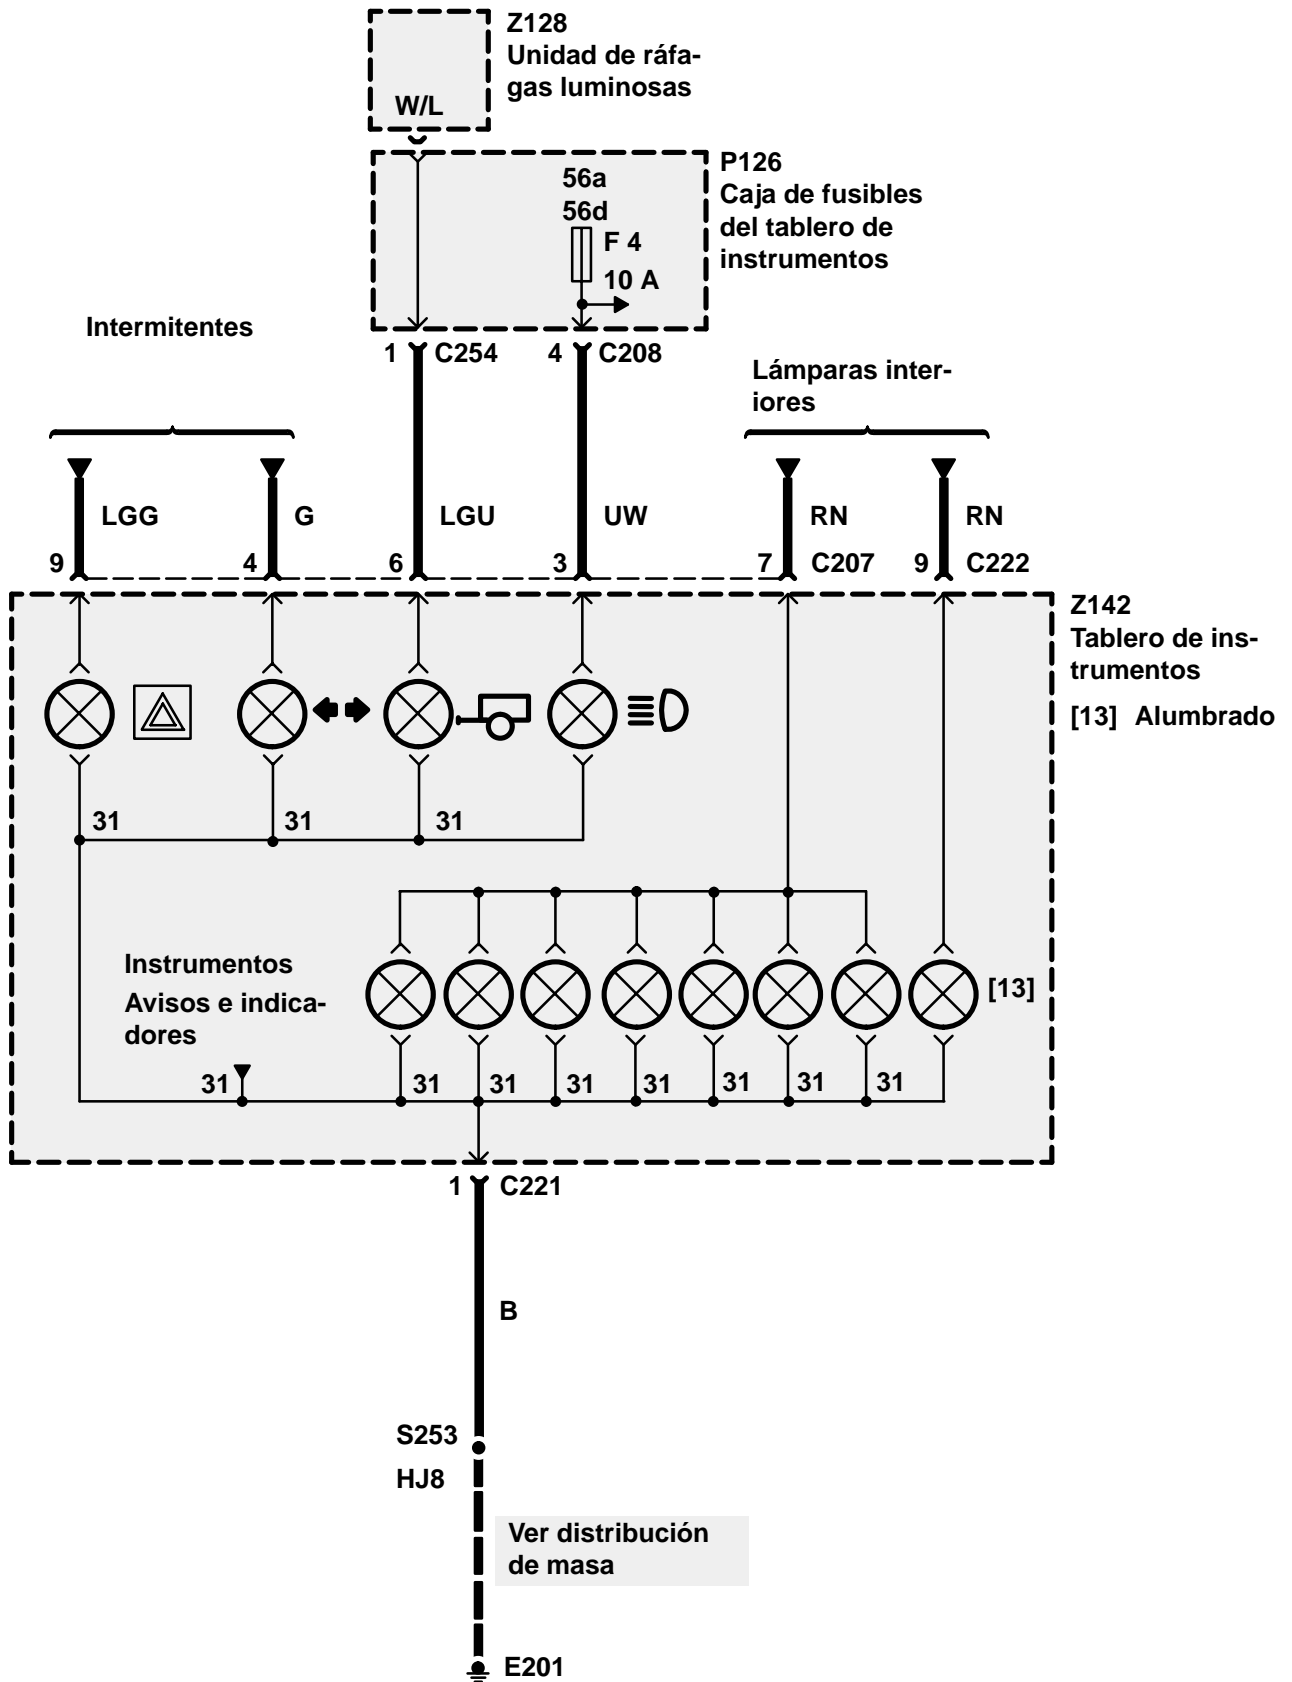 Z128
Unidad de ráfa-
gas luminosas
W/L
P126
Caja de fusibles
del tablero de
instrumentos
56a
56d
F 4
10 A
Intermitentes
1 C254 4 C208
Lámparas inter-
iores
LGG G LGU UW RN RN
9 4 6 3 7 C207 9 C222
Z142
Tablero de ins-
trumentos
[13] Alumbrado
31 31 31
Instrumentos
Avisos e indica-
dores
[13]
31 31 31 31 31 31 31 31
1 C221
B
S253
HJ8
Ver distribución
de masa
E201